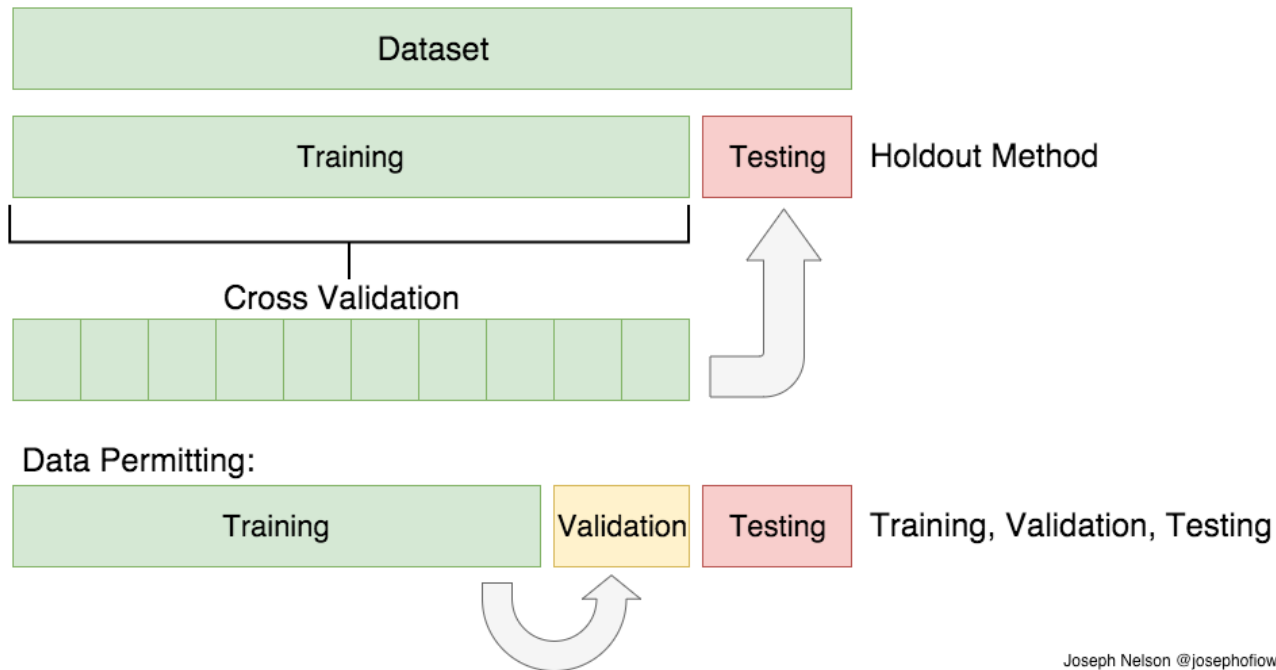 Dataset
Training Testing Holdout Method
Cross Validation
Data Permitting:
Training Validation Testing Training, Validation, Testing
Joseph Nelson @josephofiow